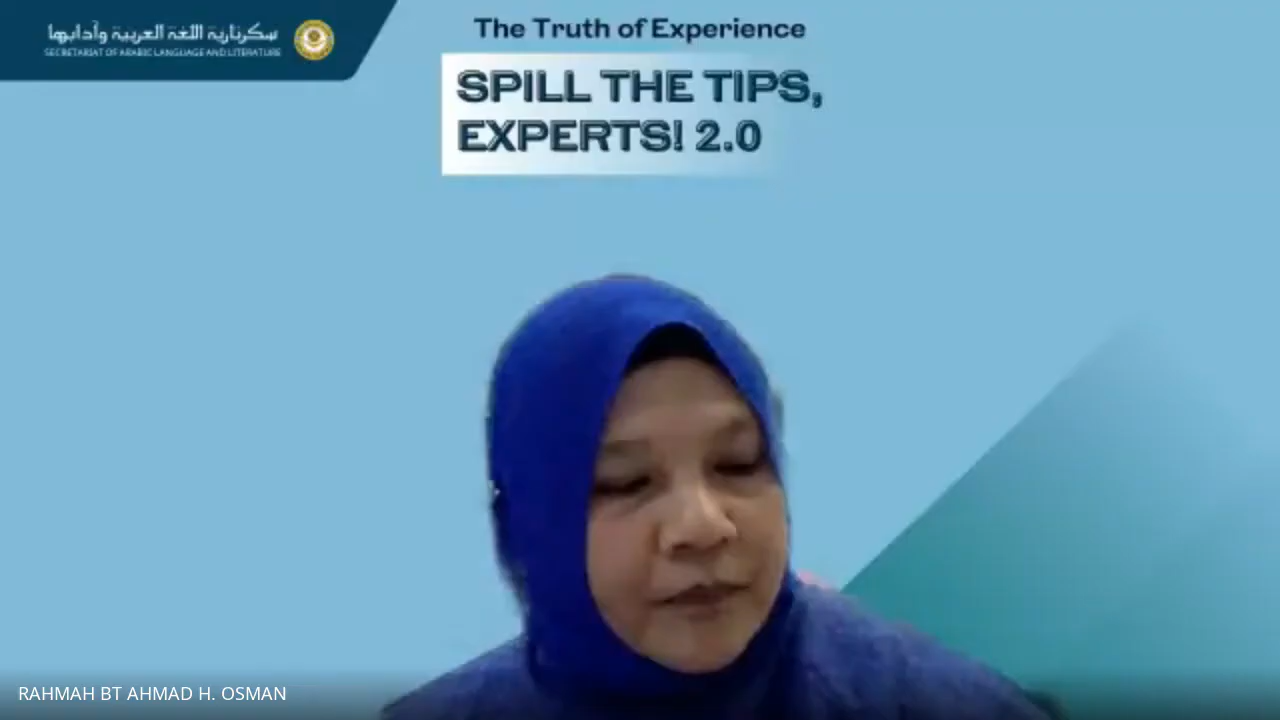 سكرتارية اللغة العربية وآدابها
SECRETARIAT OF ARABIC LANGUAGE AND LITERATURE
The Truth of Experience
SPILL THE TIPS,
EXPERTS! 2.0
RAHMAH BT AHMAD H. OSMAN